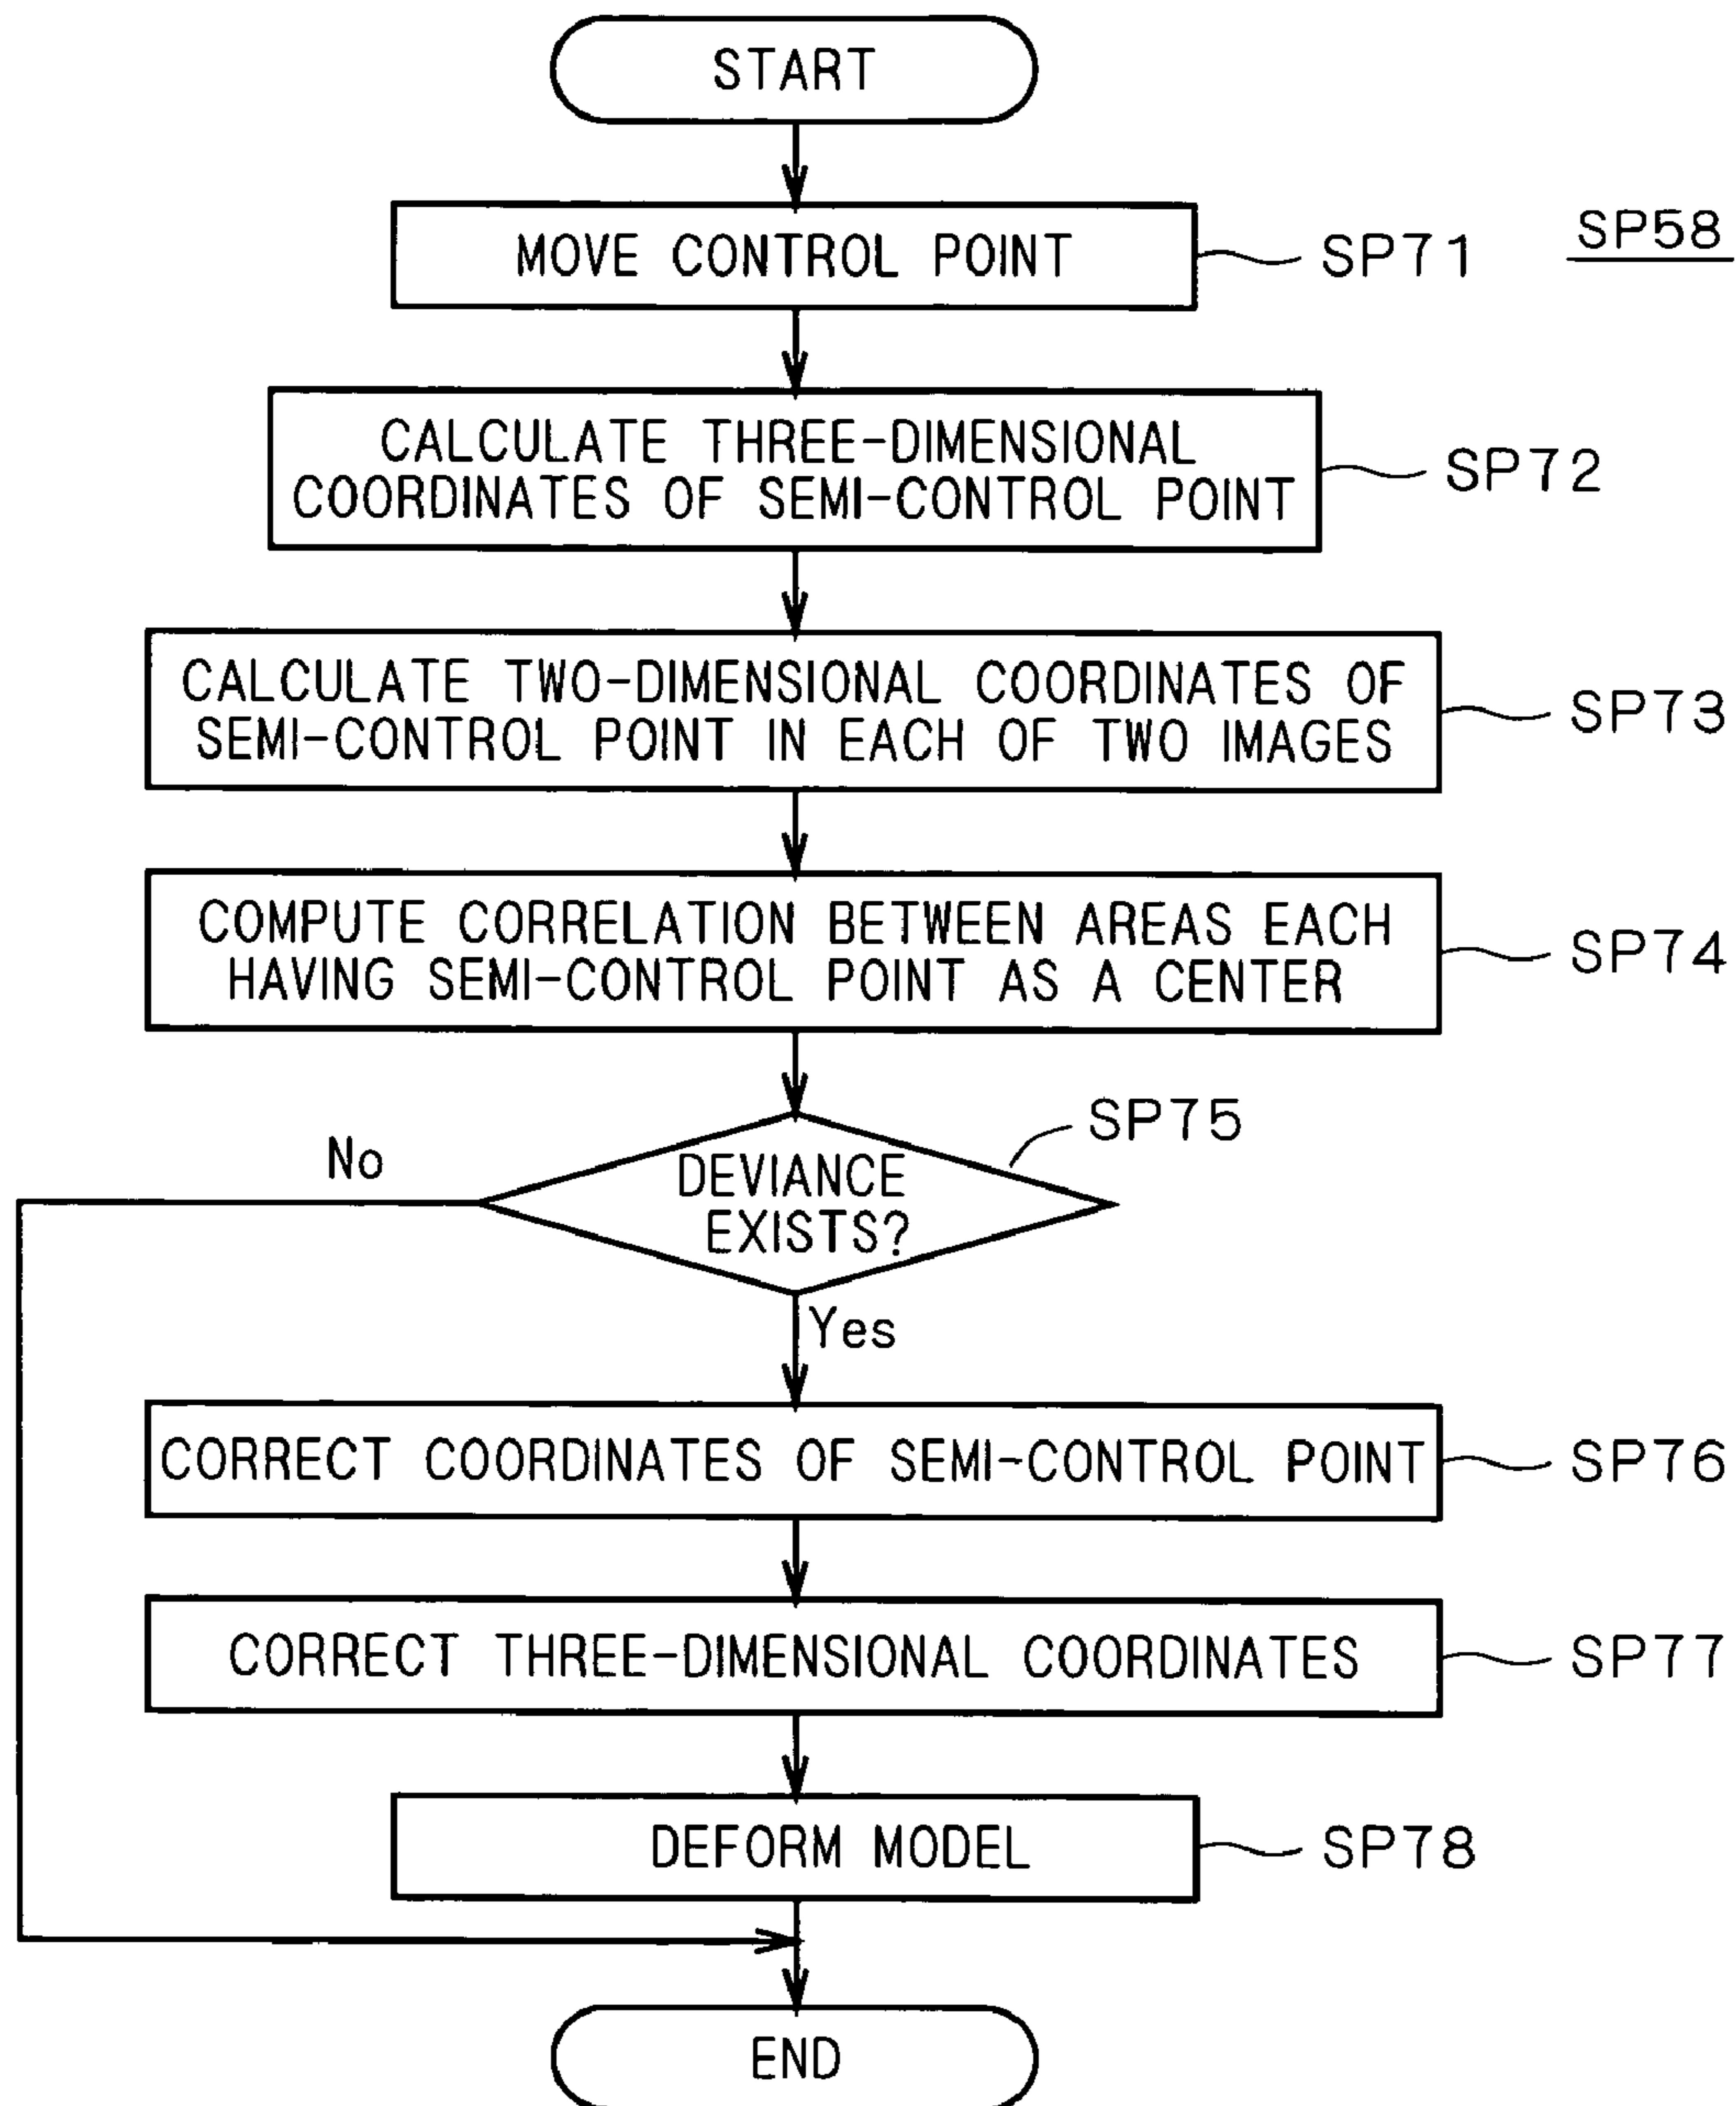 START
MOVE CONTROL POINT
SP71
SP58
CALCULATE THREE-DIMENSIONAL
COORDINATES OF SEMI-CONTROL POINT
SP72
CALCULATE TWO-DIMENSIONAL COORDINATES OF
SEMI-CONTROL POINT IN EACH OF TWO IMAGES
SP73
COMPUTE CORRELATION BETWEEN AREAS EACH
HAVING SEMI-CONTROL POINT AS A CENTER
SP74
SP75
No
DEVIANCE
EXISTS?
Yes
CORRECT COORDINATES OF SEMI-CONTROL POINT
SP76
CORRECT THREE-DIMENSIONAL COORDINATES
SP77
DEFORM MODEL
SP78
END